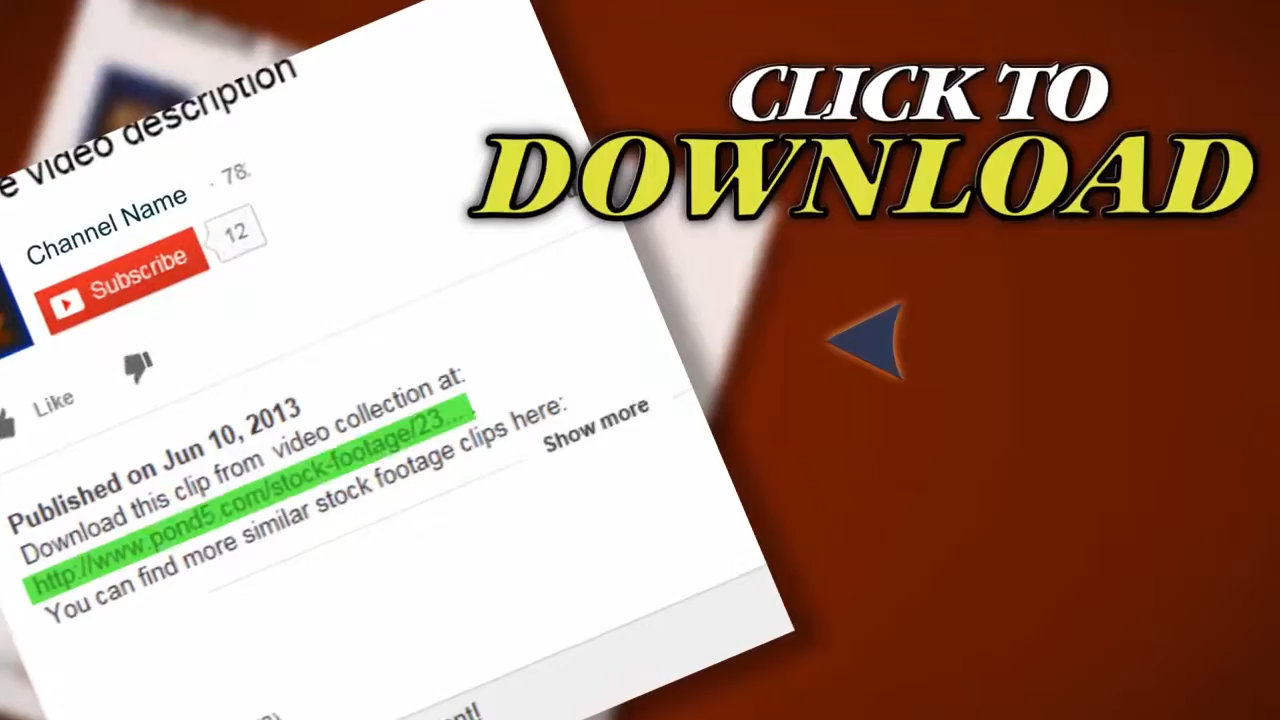 CLICK TO
DOWNLOAD
e video description
Channel Name
78
Subscribe
12
Like
Published on Jun 10, 2013
Download this clip from video collection at:
http://www.pond5.com/stock-footage/23...
You can find more similar stock footage clips here:
Show more